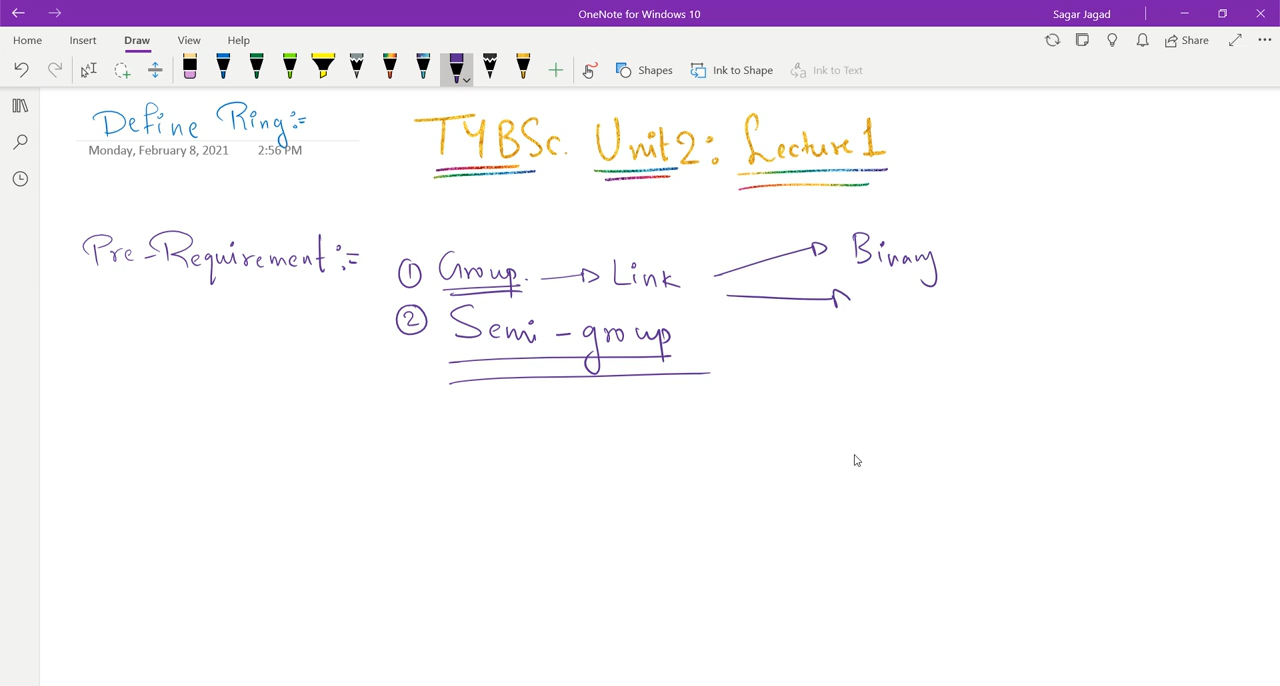 OneNote for Windows 10
Sagar Jagad
Home Insert Draw View Help
Share
Shapes Ink to Shape Ink to Text
Define Ring:=
Monday, February 8, 2021 2:56 PM
TYBSc. Unit 2: Lecture 1
Pre-Requirement:=
① Group. → Link → Binary
② Semi-group